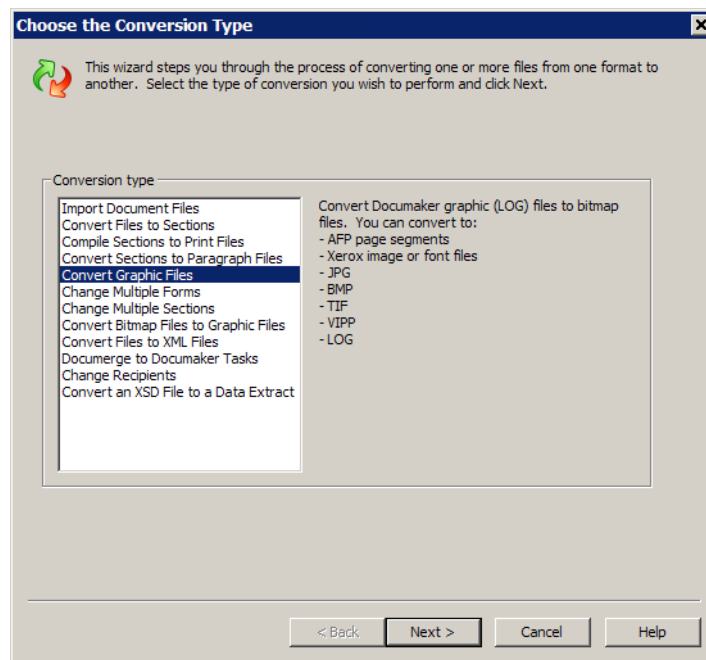 Choose the Conversion Type
This wizard steps you through the process of converting one or more files from one format to
another. Select the type of conversion you wish to perform and click Next.
Conversion type
Import Document Files
Convert Files to Sections
Compile Sections to Print Files
Convert Sections to Paragraph Files
Convert Graphic Files
Change Multiple Forms
Change Multiple Sections
Convert Bitmap Files to Graphic Files
Convert Files to XML Files
Documerge to Documaker Tasks
Change Recipients
Convert an XSD File to a Data Extract
Convert Documaker graphic (LOG) files to bitmap
files. You can convert to:
- AFP page segments
- Xerox image or font files
- JPG
- BMP
- TIF
- VIPP
- LOG
< Back
Next >
Cancel
Help